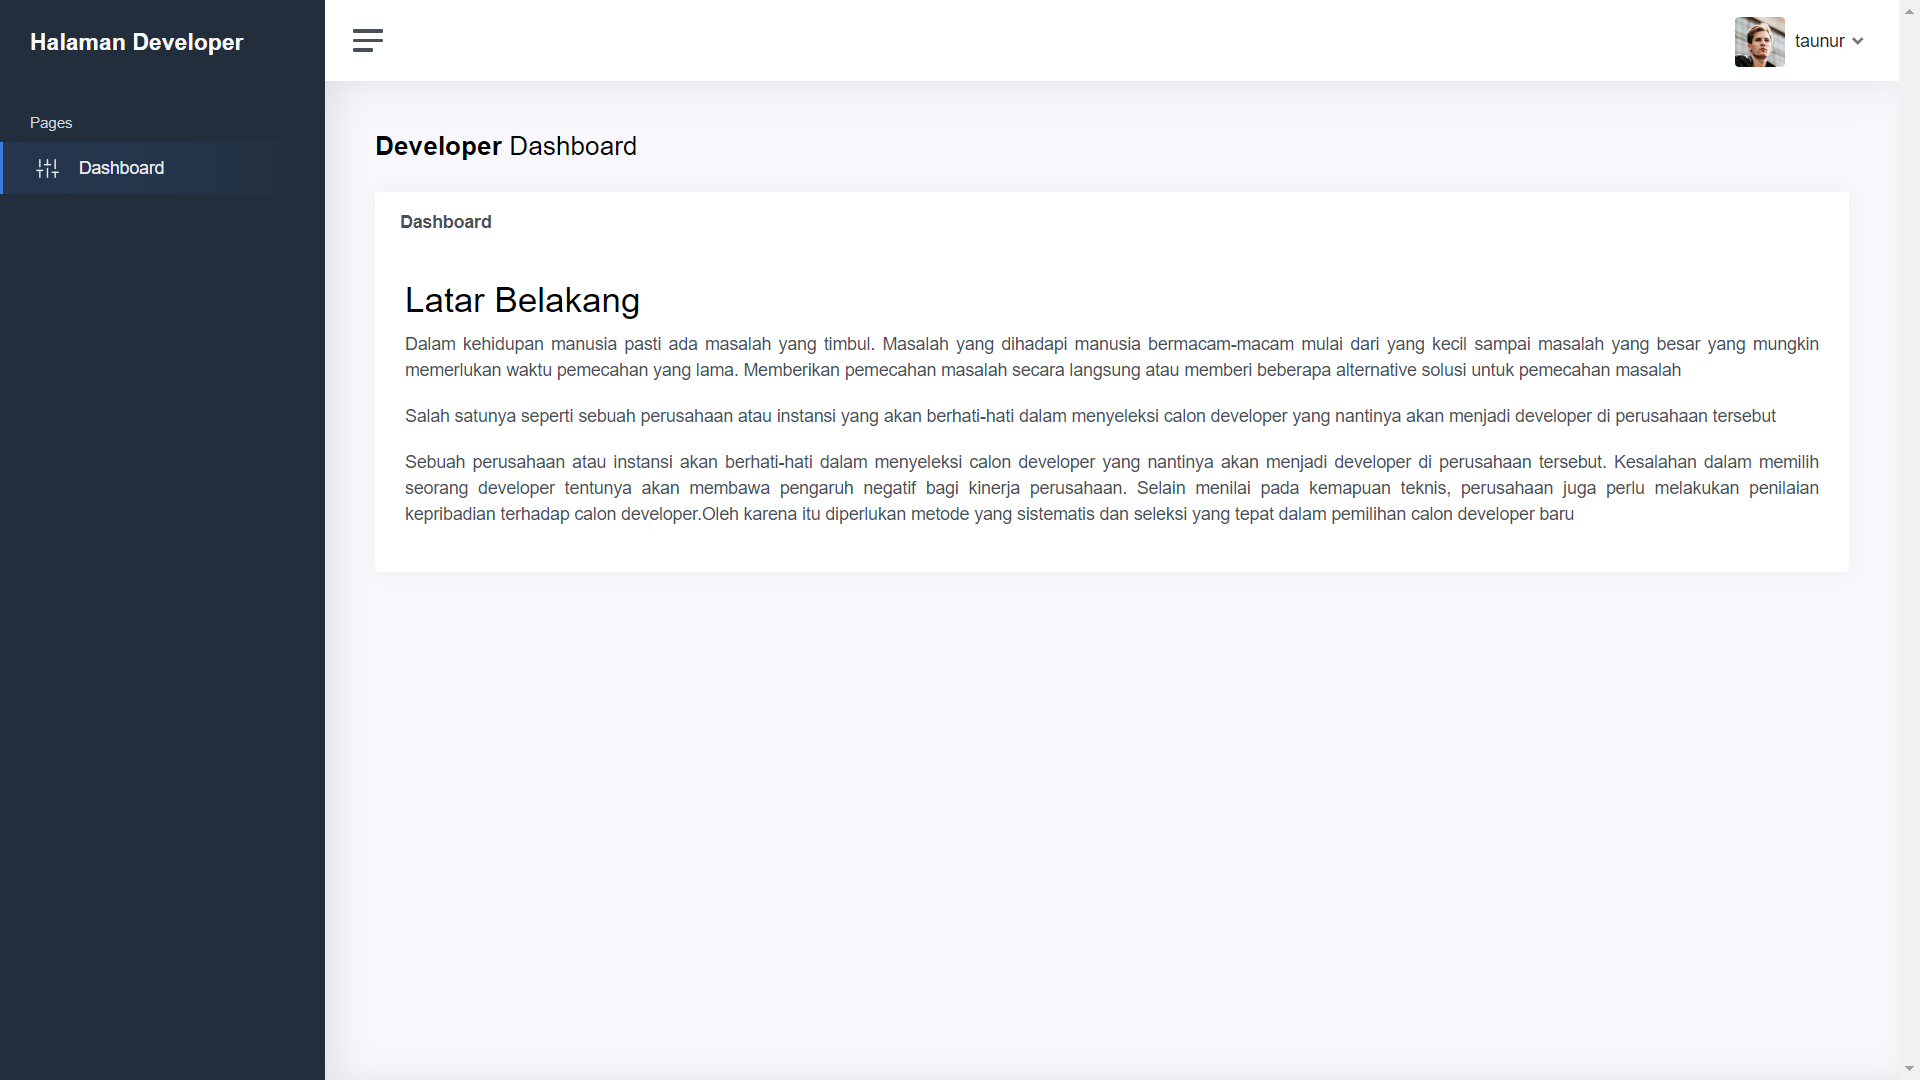 Halaman Developer
taunur
Pages
Dashboard
Developer Dashboard
Dashboard
Latar Belakang
Dalam kehidupan manusia pasti ada masalah yang timbul. Masalah yang dihadapi manusia bermacam-macam mulai dari yang kecil sampai masalah yang besar yang mungkin
memerlukan waktu pemecahan yang lama. Memberikan pemecahan masalah secara langsung atau memberi beberapa alternative solusi untuk pemecahan masalah
Salah satunya seperti sebuah perusahaan atau instansi yang akan berhati-hati dalam menyeleksi calon developer yang nantinya akan menjadi developer di perusahaan tersebut
Sebuah perusahaan atau instansi akan berhati-hati dalam menyeleksi calon developer yang nantinya akan menjadi developer di perusahaan tersebut. Kesalahan dalam memilih
seorang developer tentunya akan membawa pengaruh negatif bagi kinerja perusahaan. Selain menilai pada kemapuan teknis, perusahaan juga perlu melakukan penilaian
kepribadian terhadap calon developer.Oleh karena itu diperlukan metode yang sistematis dan seleksi yang tepat dalam pemilihan calon developer baru